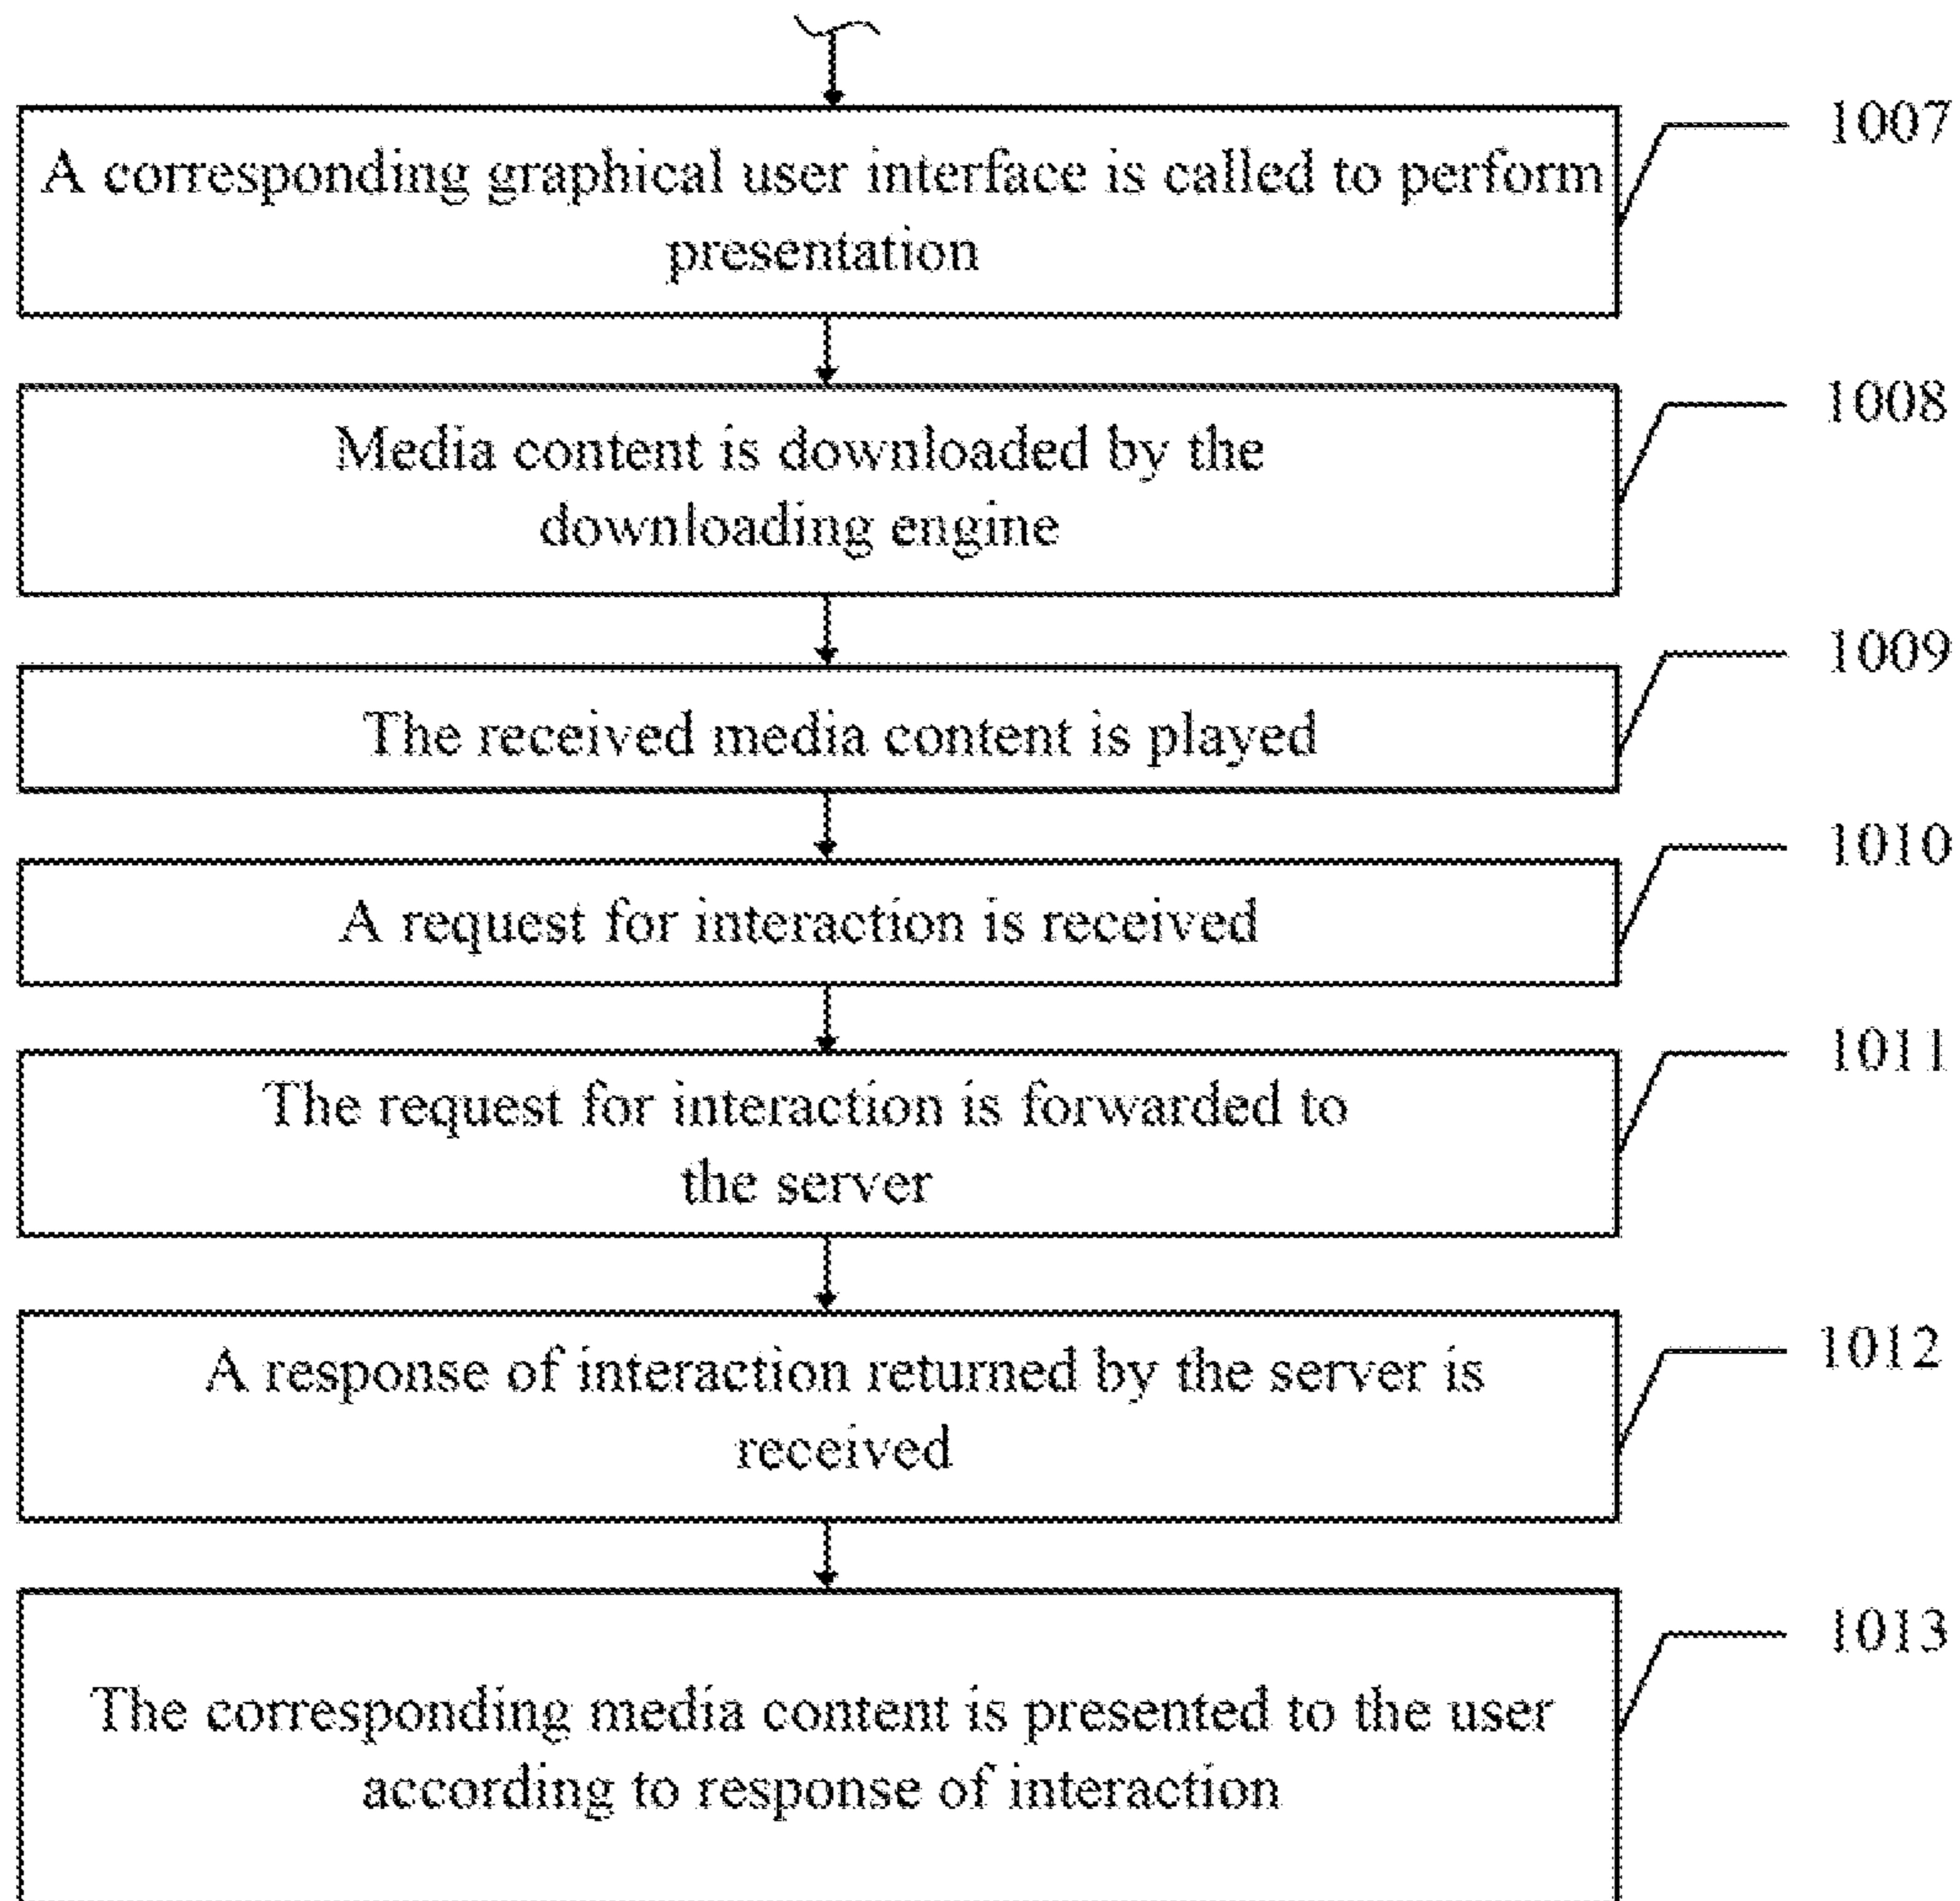 1007
A corresponding graphical user interface is called to perform
presentation
1008
Media content is downloaded by the
downloading engine
1009
The received media content is played
1010
A request for interaction is received
1011
The request for interaction is forwarded to
the server
1012
A response of interaction returned by the server is
received
1013
The corresponding media content is presented to the user
according to response of interaction